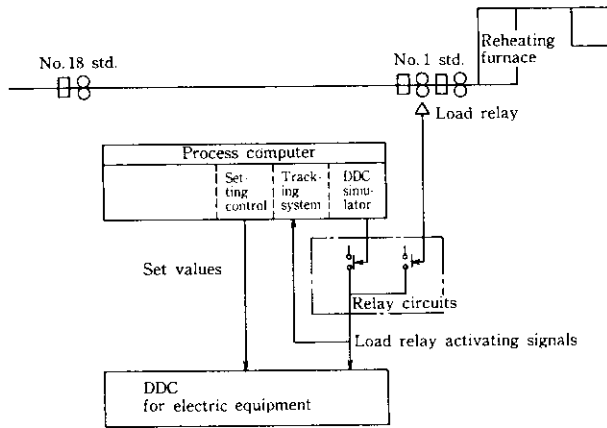 No. 18 std.
No. 1 std.
Reheating
furnace
Load relay
Process computer
Set-
ting
control
Track-
ing
system
DDC
simu-
lator
Set values
Relay circuits
Load relay activating signals
DDC
for electric equipment